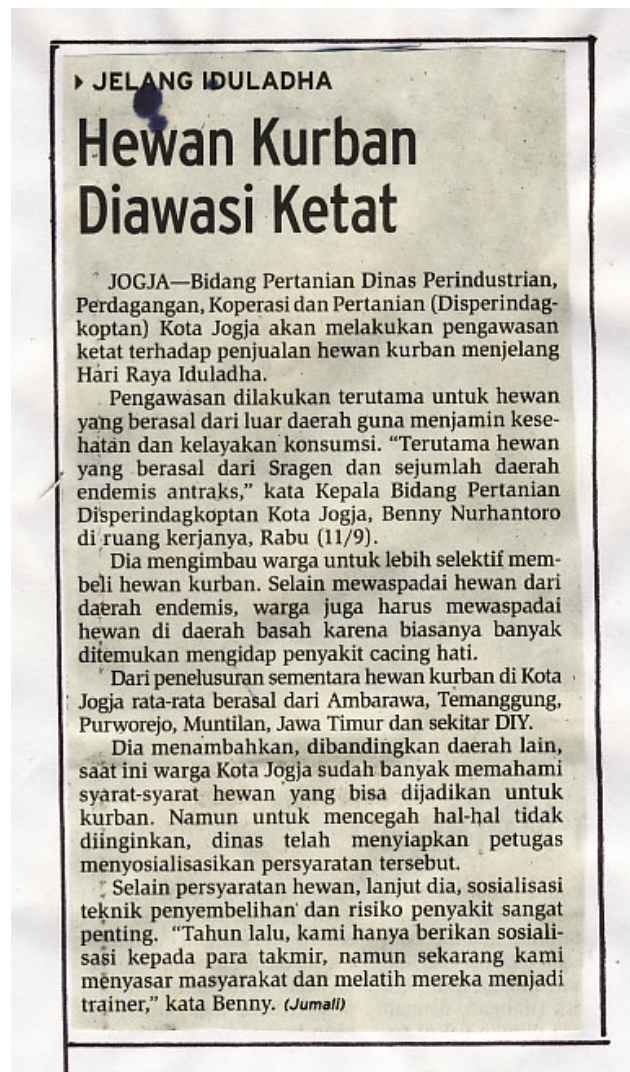 JELANG IDULADHA
Hewan Kurban
Diawasi Ketat
JOGJA—Bidang Pertanian Dinas Perindustrian,
Perdagangan, Koperasi dan Pertanian (Disperindag-
koptan) Kota Jogja akan melakukan pengawasan
ketat terhadap penjualan hewan kurban menjelang
Hari Raya Iduladha.
Pengawasan dilakukan terutama untuk hewan
yang berasal dari luar daerah guna menjamin kese-
hatan dan kelayakan konsumsi. “Terutama hewan
yang berasal dari Sragen dan sejumlah daerah
endemis antraks,” kata Kepala Bidang Pertanian
Disperindagkoptan Kota Jogja, Benny Nurhantoro
di ruang kerjanya, Rabu (11/9).
Dia mengimbau warga untuk lebih selektif mem-
beli hewan kurban. Selain mewaspadai hewan dari
daerah endemis, warga juga harus mewaspadai
hewan di daerah basah karena biasanya banyak
ditemukan mengidap penyakit cacing hati.
Dari penelusuran sementara hewan kurban di Kota
Jogja rata-rata berasal dari Ambarawa, Temanggung,
Purworejo, Muntilan, Jawa Timur dan sekitar DIY.
Dia menambahkan, dibandingkan daerah lain,
saat ini warga Kota Jogja sudah banyak memahami
syarat-syarat hewan yang bisa dijadikan untuk
kurban. Namun untuk mencegah hal-hal tidak
diinginkan, dinas telah menyiapkan petugas
menyosialisasikan persyaratan tersebut.
Selain persyaratan hewan, lanjut dia, sosialisasi
teknik penyembelihan dan risiko penyakit sangat
penting. “Tahun lalu, kami hanya berikan sosiali-
sasi kepada para takmir, namun sekarang kami
menyasar masyarakat dan melatih mereka menjadi
trainer,” kata Benny. (Jumali)